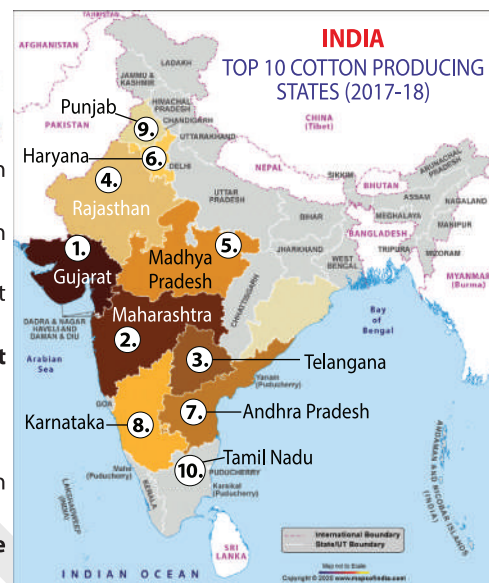 INDIA
TOP 10 COTTON PRODUCING
STATES (2017-18)
AFGHANISTAN
LADAKH
JAMMU &
KASHMIR
HIMACHAL
PRADESH
CHANDIGARH
Punjab
9.
PAKISTAN
UTTARAKHAND
CHINA
(Tibet)
Haryana
6.
DELHI
4.
Rajasthan
NEPAL
SIKKIM
ARUNACHAL
PRADESH
BHUTAN
UTTAR
PRADESH
ASSAM
NAGALAND
BIHAR
MEGHALAYA
MANIPUR
BANGLADESH
TRIPURA
MIZORAM
1.
Gujarat
5.
Madhya
Pradesh
JHARKHAND
WEST
BENGAL
MYANMAR
(Burma)
CHHATTISGARH
DADRA & NAGAR
HAVELI AND
DAMAN & DIU
Maharashtra
2.
Bay
of
Bengal
Arabian
Sea
3.
Telangana
Yanam
(Puducherry)
GOA
Karnataka
8.
7.
Andhra Pradesh
10.
Tamil Nadu
Mahe
(Puducherry)
PUDUCHERRY
Karaikal
(Puducherry)
KERALA
LAKSHADWEEP
(INDIA)
ANDAMAN AND NICOBAR ISLANDS
(INDIA)
SRI
LANKA
INDIAN OCEAN
International Boundary
State/UT Boundary
Map not to Scale
Copyright © 2020 www.mapsofindia.com
n
n
t
t
n
e